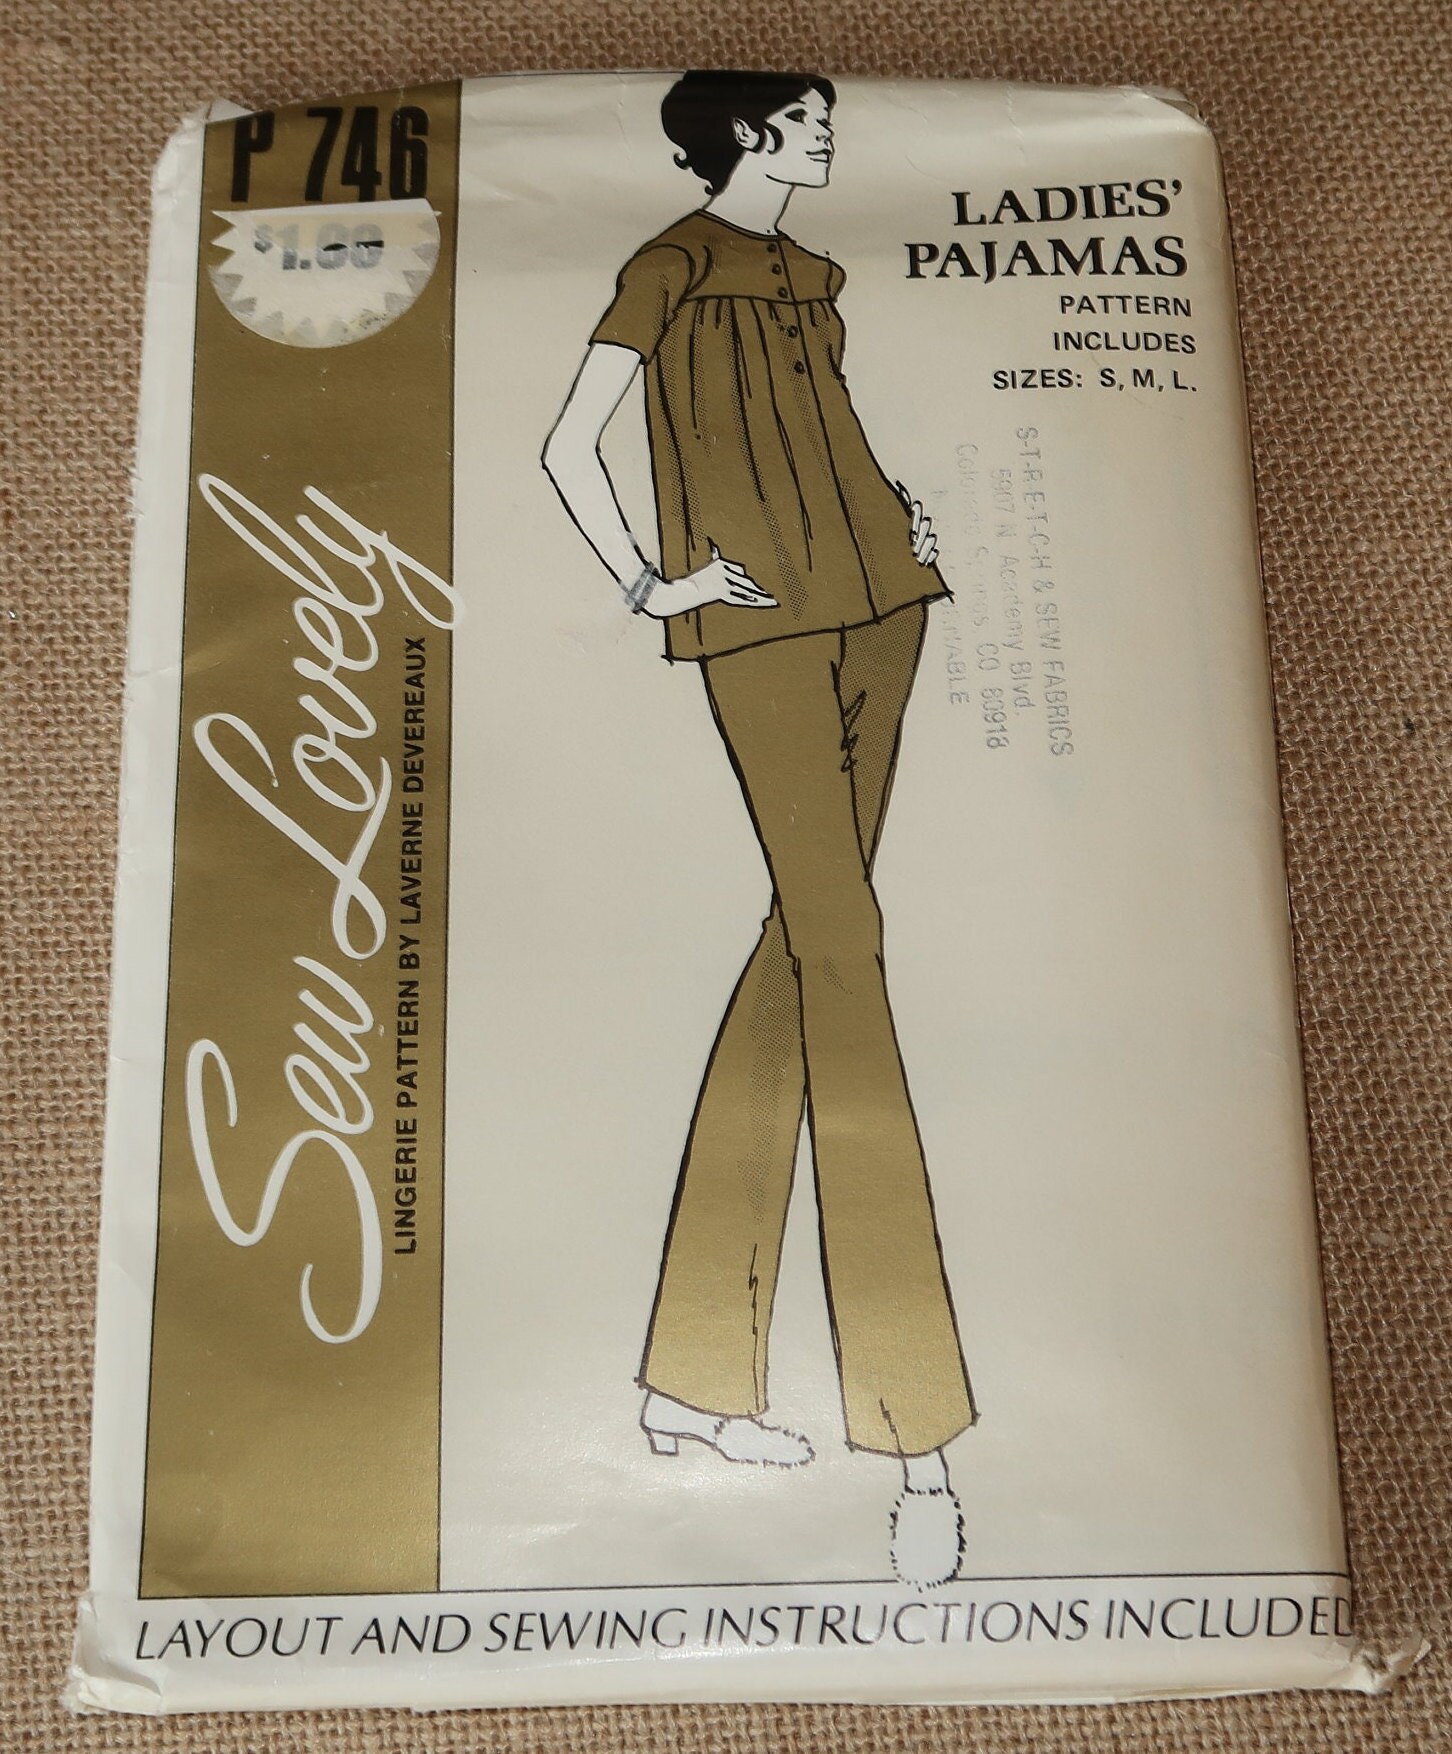 P 746
$1.00
LADIES'
PAJAMAS
PATTERN
INCLUDES
SIZES: S, M, L.
S-T-R-E-T-C-H & SEW FABRICS
5907 N Academy Blvd.
CO 80918
Sew Lovely
LINGERIE PATTERN BY LAVERNE DEVEREAUX
LAYOUT AND SEWING INSTRUCTIONS INCLUDED